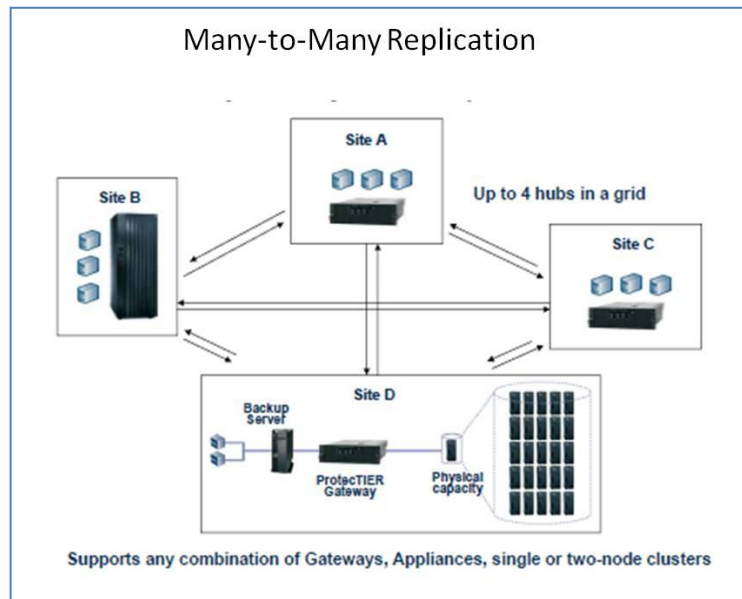 Many-to-Many Replication
Site A
Site B
Up to 4 hubs in a grid
Site C
Site D
Backup
Server
ProtecTIER
Gateway
Physical
capacity
Supports any combination of Gateways, Appliances, single or two-node clusters